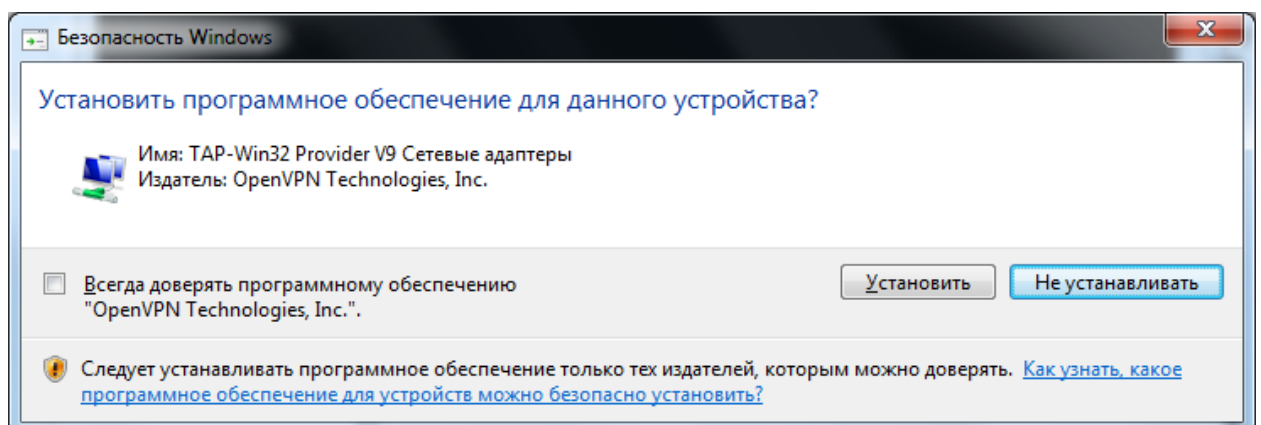 Безопасность Windows
Установить программное обеспечение для данного устройства?
Имя: TAP-Win32 Provider V9 Сетевые адаптеры
Издатель: OpenVPN Technologies, Inc.
Всегда доверять программному обеспечению
"OpenVPN Technologies, Inc.".
Установить
Не устанавливать
Следует устанавливать программное обеспечение только тех издателей, которым можно доверять. Как узнать, какое
программное обеспечение для устройств можно безопасно установить?